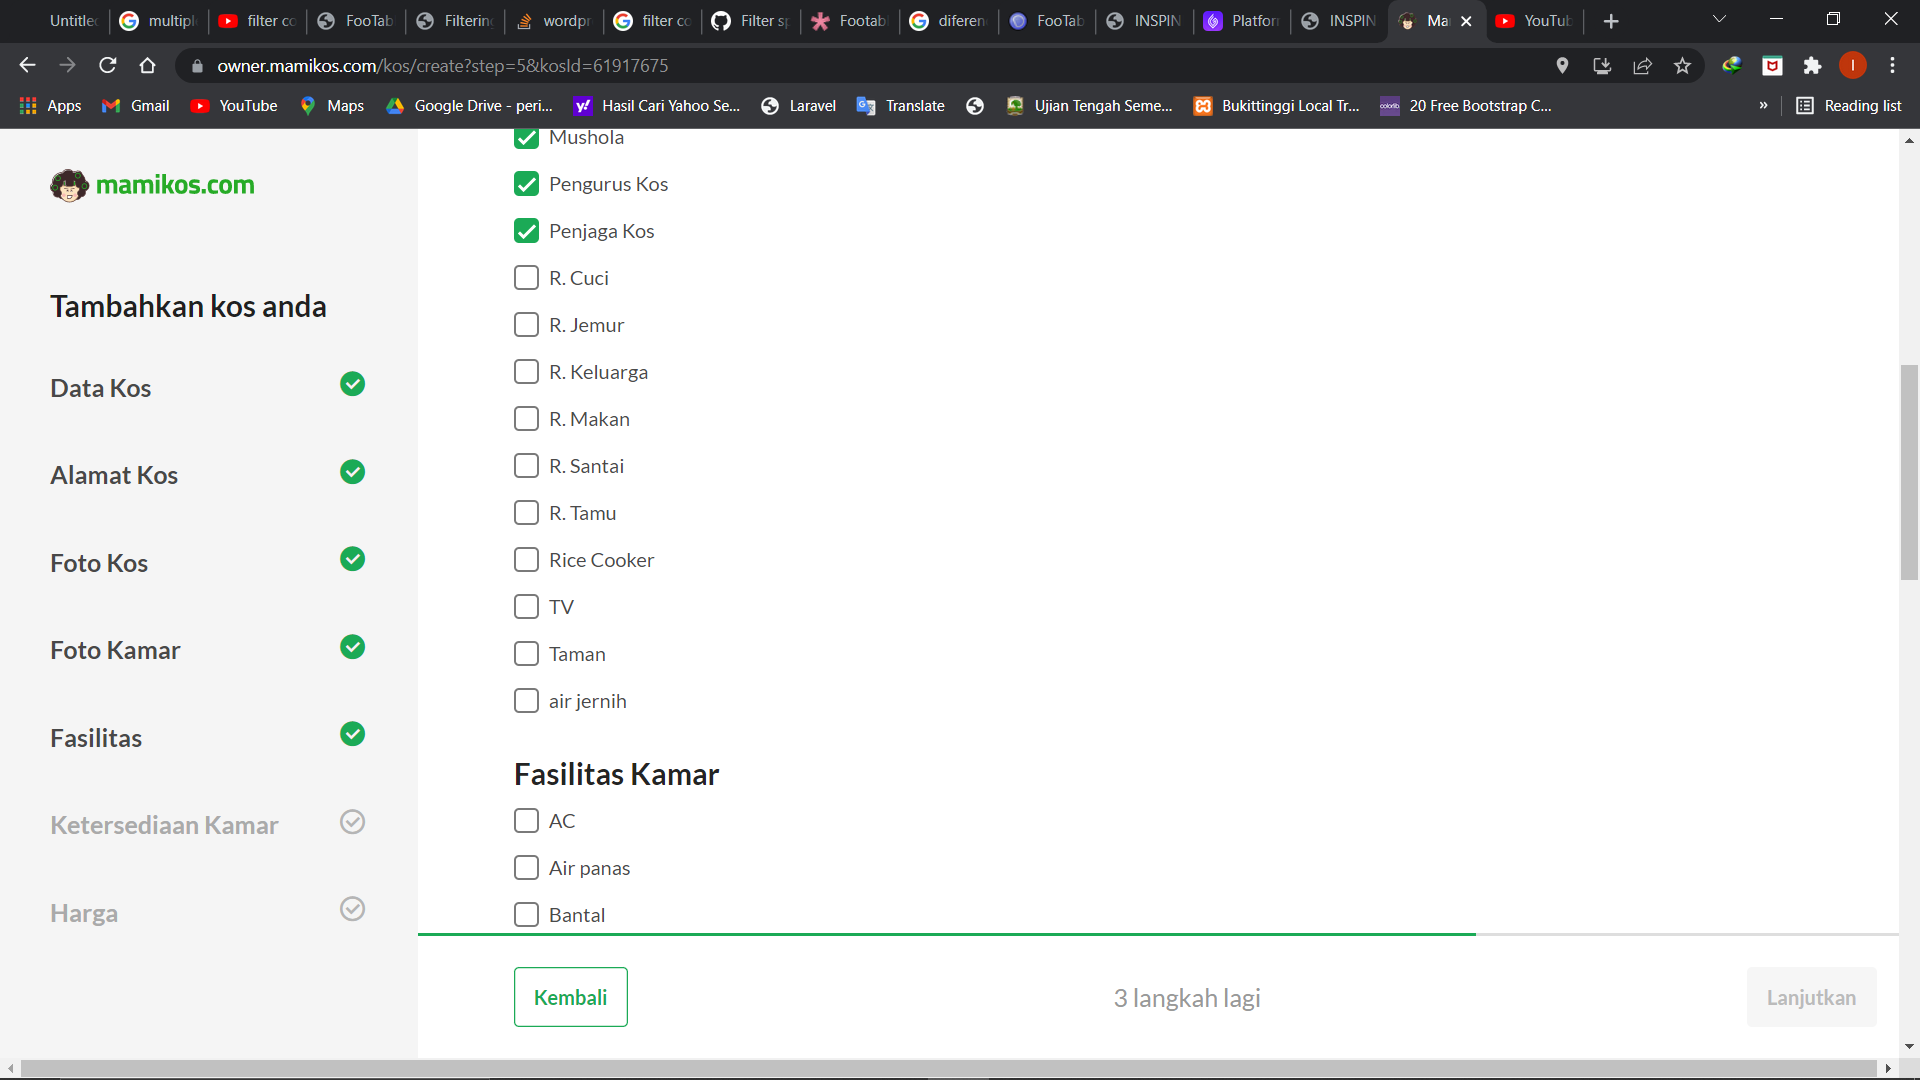 Untitled multiple filter co FooTab Filtering wordpr filter co Filter sp Footab diferen FooTab INSPIN Platfor INSPIN Ma YouTub
owner.mamikos.com/kos/create?step=5&kosId=61917675
Apps Gmail YouTube Maps Google Drive - peri... Hasil Cari Yahoo Se... Laravel Translate Ujian Tengah Seme... Bukittinggi Local Tr... 20 Free Bootstrap C... » Reading list
mamikos.com
Tambahkan kos anda
Data Kos
Alamat Kos
Foto Kos
Foto Kamar
Fasilitas
Ketersediaan Kamar
Harga
Mushola
Pengurus Kos
Penjaga Kos
R. Cuci
R. Jemur
R. Keluarga
R. Makan
R. Santai
R. Tamu
Rice Cooker
TV
Taman
air jernih
Fasilitas Kamar
AC
Air panas
Bantal
Kembali
3 langkah lagi
Lanjutkan